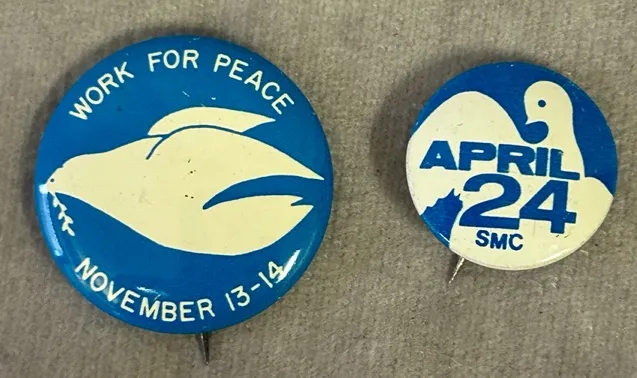 WORK FOR PEACE
NOVEMBER 13-14
APRIL
24
SMC